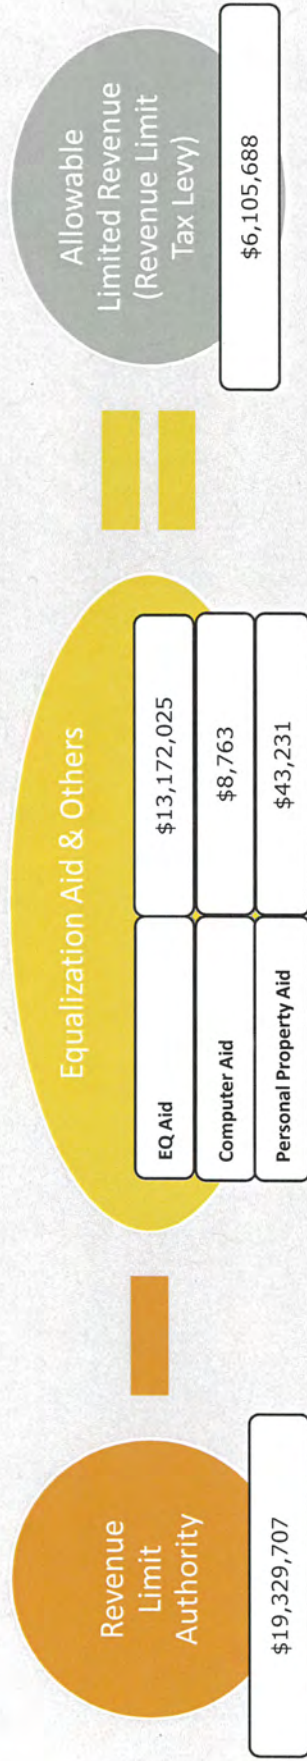 Revenue
Limit
Authority
$19,329,707
Equalization Aid & Others
EQ Aid
$13,172,025
Computer Aid
$8,763
Personal Property Aid
$43,231
Allowable
Limited Revenue
(Revenue Limit
Tax Levy)
$6,105,688